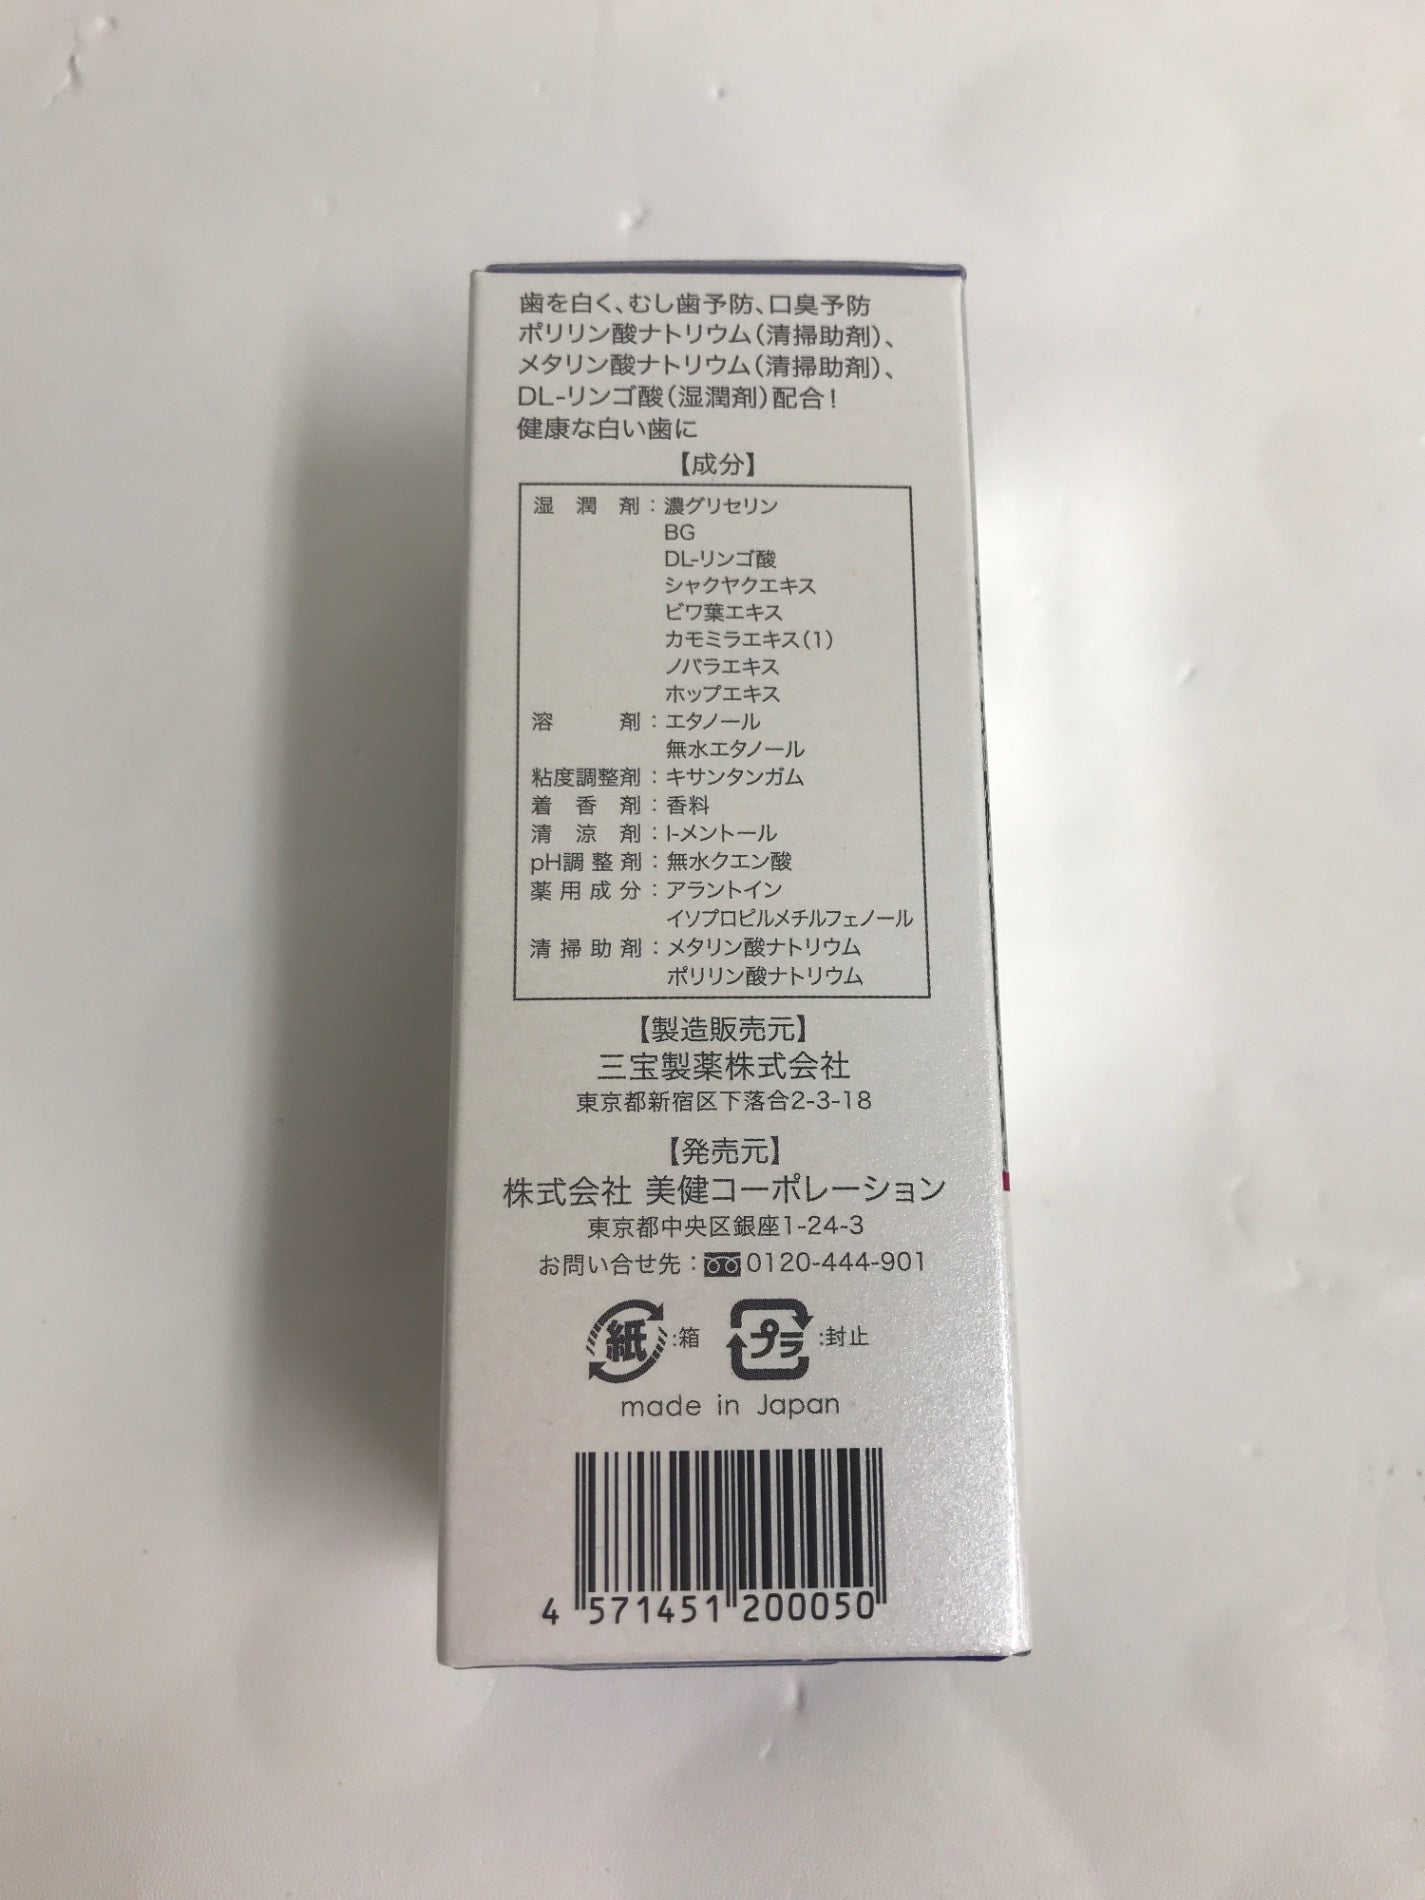 歯を白く、むし歯予防、口臭予防
ポリリン酸ナトリウム(清掃助剤)、
メタリン酸ナトリウム(清掃助剤)、
DL-リンゴ酸(湿潤剤)配合!
健康な白い歯に
【成分】
湿潤剤:濃グリセリン
BG
DL-リンゴ酸
シャクヤクエキス
ビワ葉エキス
カモミラエキス(1)
ノバラエキス
ホップエキス
溶剤:エタノール
無水エタノール
粘度調整剤:キサンタンガム
着香剤:香料
清涼剤:l-メントール
pH調整剤:無水クエン酸
薬用成分:アラントイン
イソプロピルメチルフェノール
清掃助剤:メタリン酸ナトリウム
ポリリン酸ナトリウム
【製造販売元】
三宝製薬株式会社
東京都新宿区下落合2-3-18
【発売元】
株式会社 美健コーポレーション
東京都中央区銀座1-24-3
お問い合せ先:0120-444-901
紙:箱 プラ:封止
made in Japan
4 571451 200050